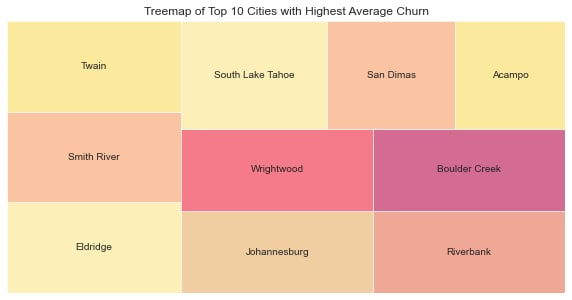 Treemap of Top 10 Cities with Highest Average Churn
Twain
South Lake Tahoe
San Dimas
Acampo
Smith River
Wrightwood
Boulder Creek
Eldridge
Johannesburg
Riverbank